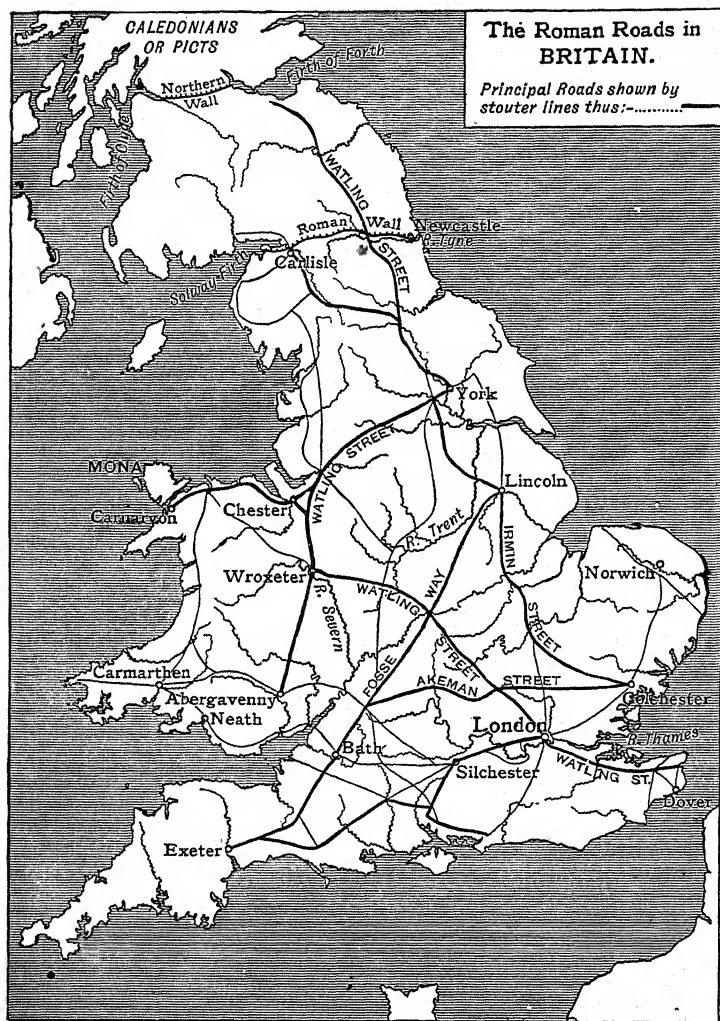 The Roman Roads in
BRITAIN.
Principal Roads shown by
stouter lines thus:-...........
CALEDONIANS
OR PICTS
Firth of Forth
Northern
Wall
Firth of Clyde
WATLING
STREET
Roman Wall
Newcastle
R. Tyne
Solway Firth
Carlisle
York
WATLING STREET
MONA
Carnarvon
Chester
Lincoln
R. Trent
IRMIN
STREET
Norwich
Wroxeter
R. Severn
WATLING
STREET
FOSSE
WAY
AKEMAN STREET
Colchester
Carmarthen
Abergavenny
Neath
London
R. Thames
Bath
Silchester
WATLING ST.
Dover
Exeter